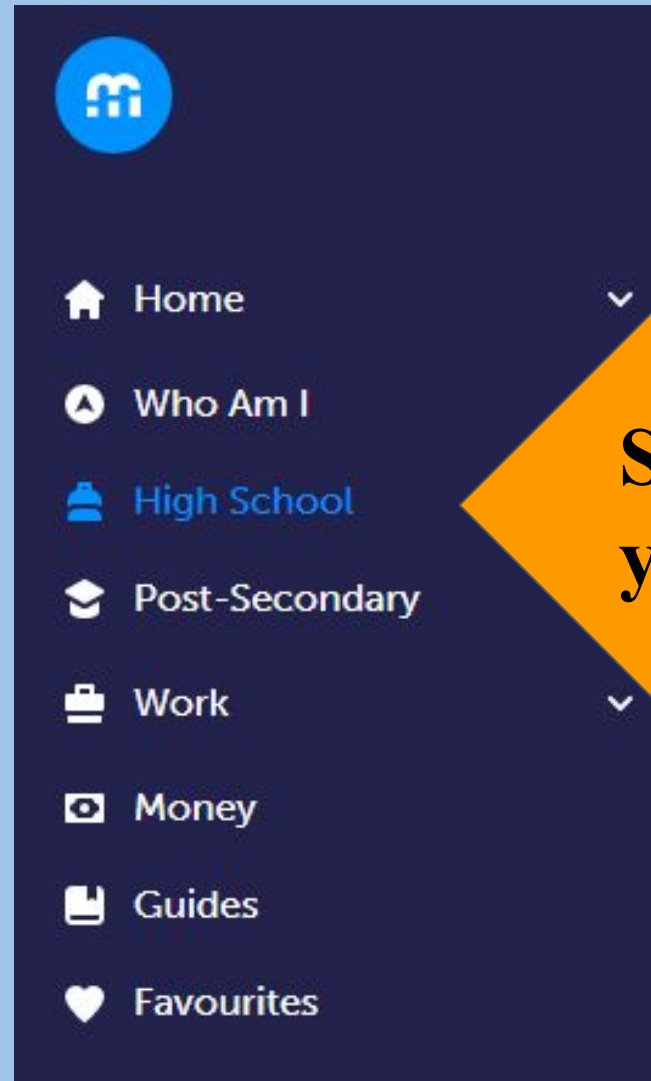 Home
Who Am I
High School
Post-Secondary
Work
Money
Guides
Favourites